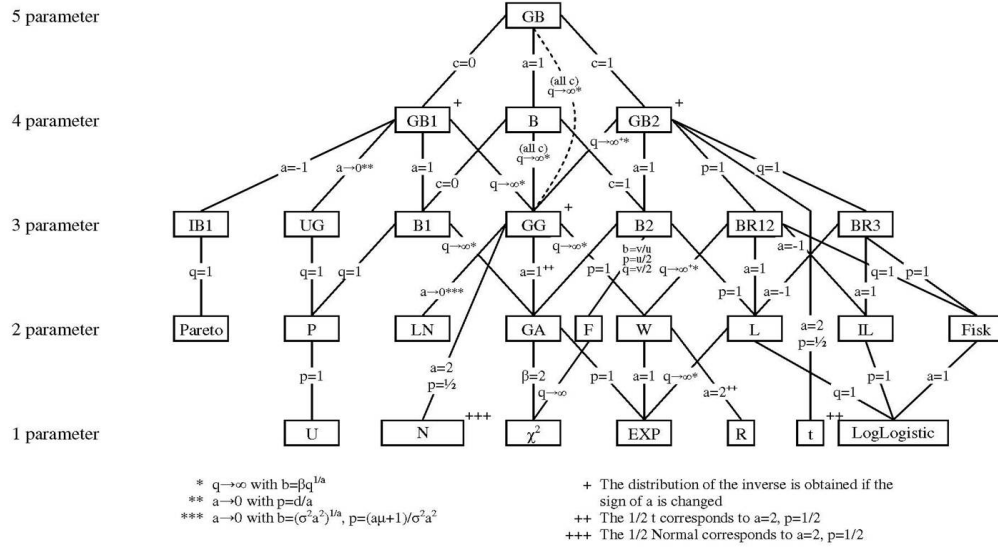 5 parameter
GB
c=0
a=1
c=1
(all c)
q→∞*
4 parameter
GB1
+
B
GB2
+
a=-1
a→0**
a=1
c=0
q→∞*
(all c)
q→∞*
c=1
q→∞⁺*
a=1
p=1
q=1
3 parameter
IB1
UG
B1
GG
+
B2
BR12
BR3
q=1
q=1
q=1
q→∞*
a→0***
a=1⁺⁺
q→∞*
p=1
b=v/u
p=u/2
q=v/2
q→∞⁺*
p=1
a=1
a=-1
a=-1
a=1
q=1
p=1
2 parameter
Pareto
P
LN
GA
F
W
L
IL
Fisk
p=1
a=2
p=½
β=2
q→∞
p=1
a=1
q→∞*
a=2⁺⁺
a=2
p=½
q=1
p=1
a=1
1 parameter
U
N
+++
χ²
EXP
R
t
++
LogLogistic
* q→∞ with b=βq^1/a
** a→0 with p=d/a
*** a→0 with b=(σ²a²)^1/a, p=(aμ+1)/σ²a²
+ The distribution of the inverse is obtained if the
sign of a is changed
++ The 1/2 t corresponds to a=2, p=1/2
+++ The 1/2 Normal corresponds to a=2, p=1/2